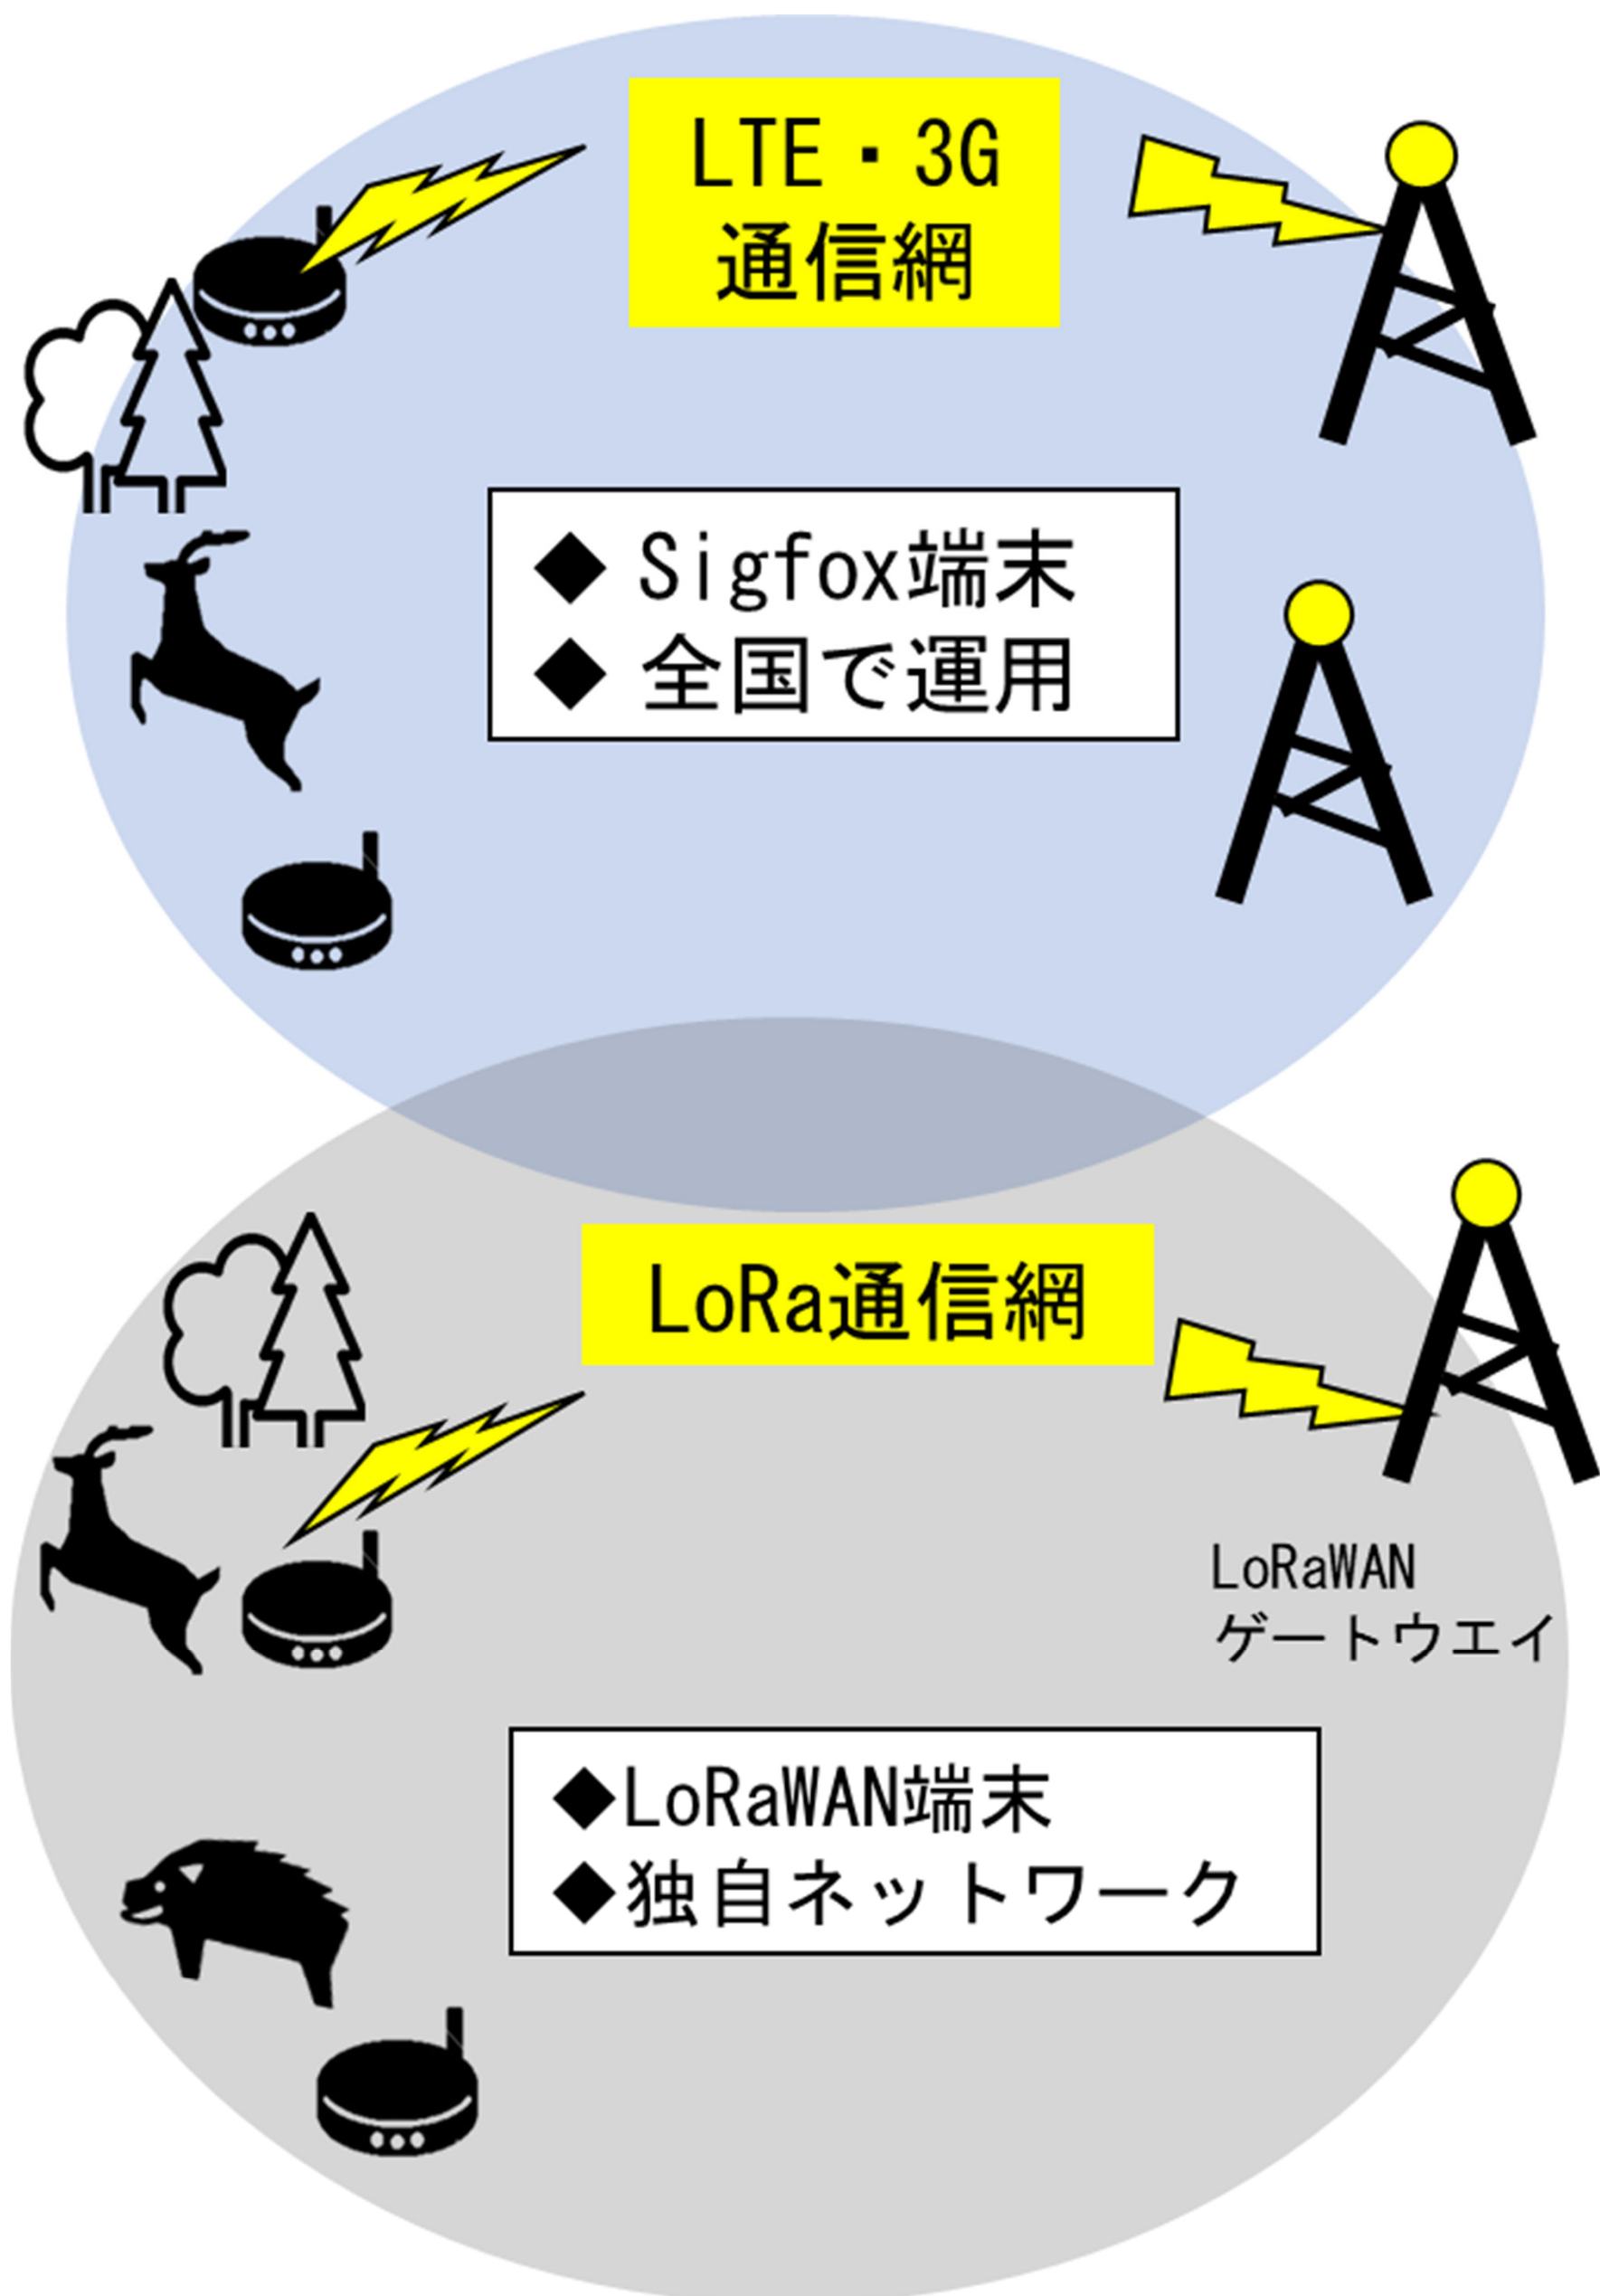 LTE・3G
通信網
◆ Sigfox端末
◆ 全国で運用
LoRa通信網
LoRaWAN
ゲートウエイ
◆LoRaWAN端末
◆独自ネットワーク